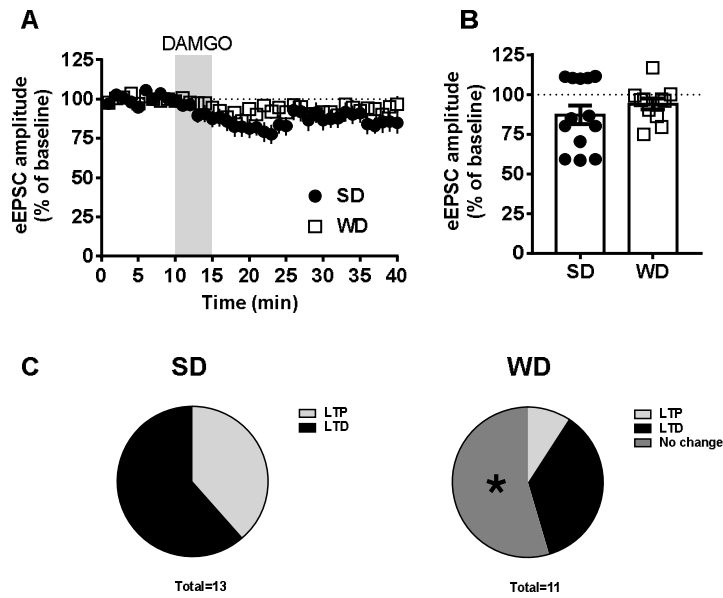 A
DAMGO
eEPSC amplitude
(% of baseline)
125
100
75
50
25
0
SD
WD
0 5 10 15 20 25 30 35 40
Time (min)
B
eEPSC amplitude
(% of baseline)
125
100
75
50
25
0
SD WD
C
SD
LTP
LTD
Total=13
WD
LTP
LTD
No change
*
Total=11